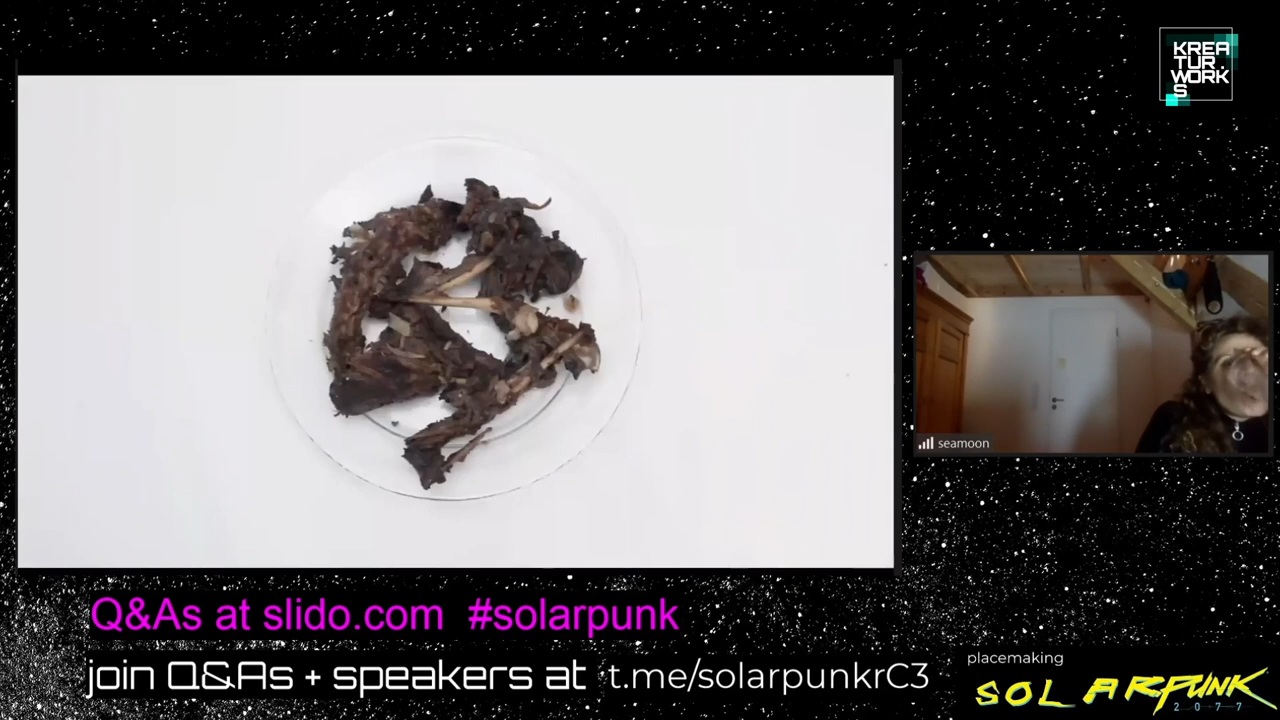 KREA
TUR.
WORK
S
seamoon
Q&As at slido.com #solarpunk
join Q&As + speakers at t.me/solarpunkrC3
placemaking
SOLARPUNK
2077